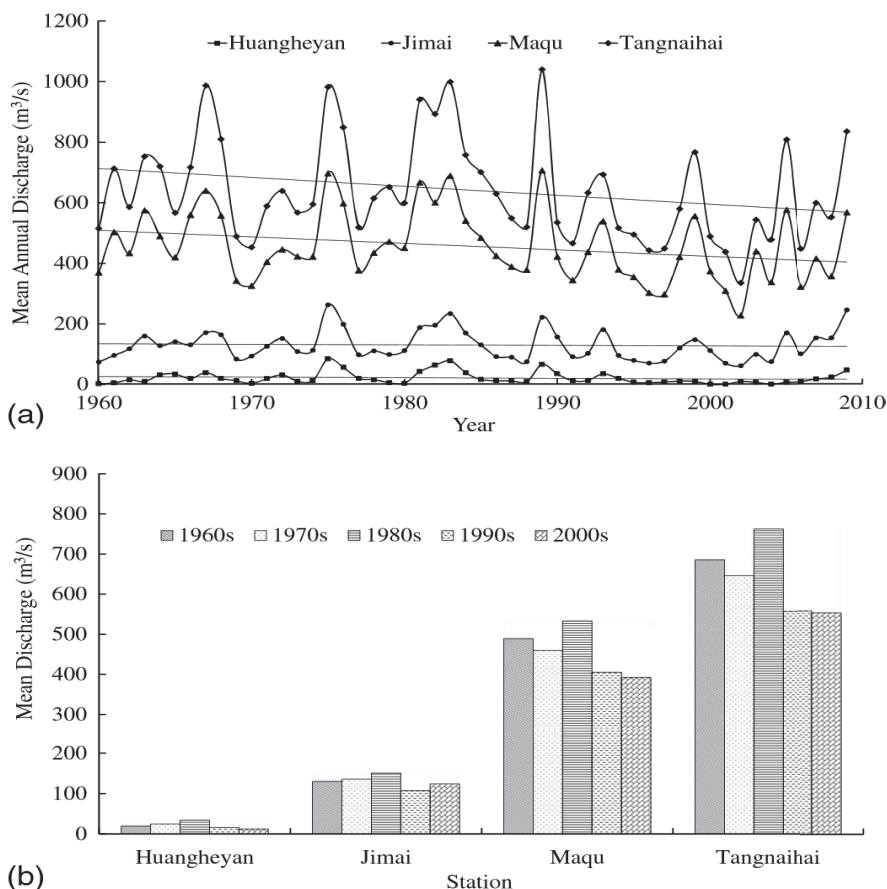 1200
Huangheyan Jimai Maqu Tangnaihai
1000
800
600
400
200
0
Mean Annual Discharge (m³/s)
1960 1970 1980 1990 2000 2010
(a)
Year
900
800
1960s 1970s 1980s 1990s 2000s
700
600
500
400
300
200
100
0
Mean Discharge (m³/s)
Huangheyan Jimai Maqu Tangnaihai
(b)
Station